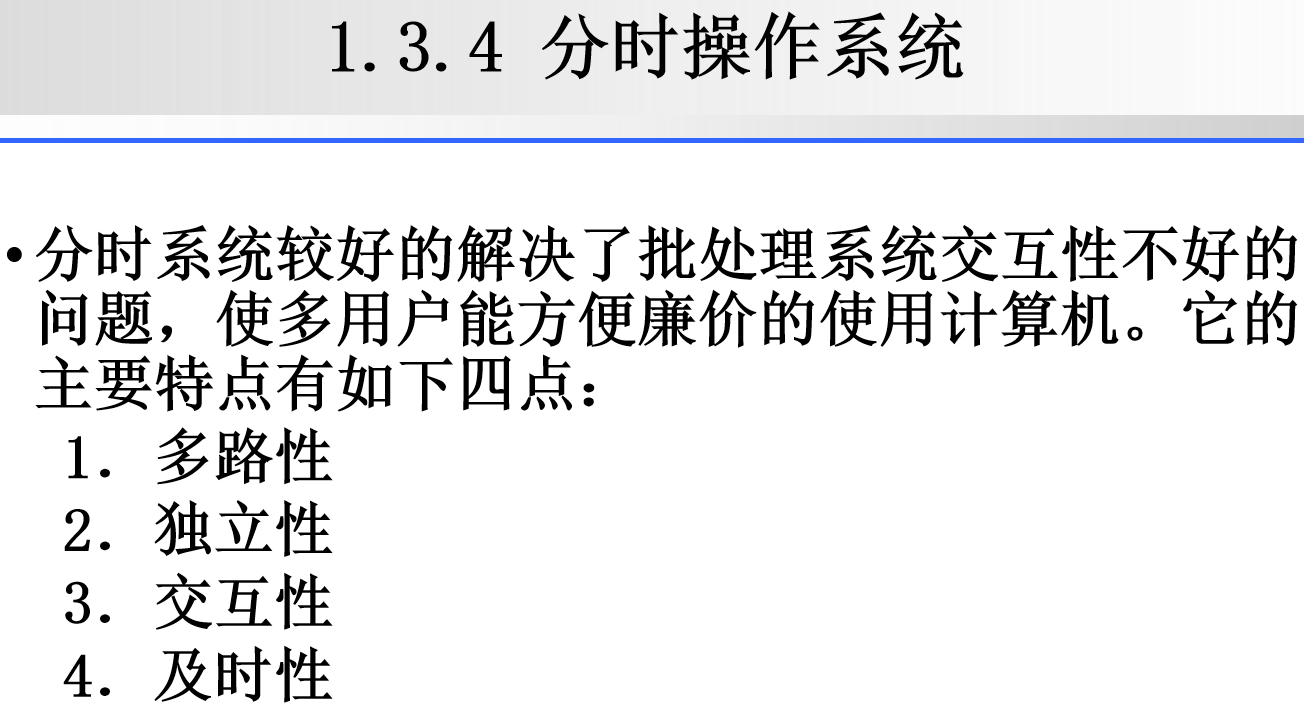 1.3.4 分时操作系统
•分时系统较好的解决了批处理系统交互性不好的
问题，使多用户能方便廉价的使用计算机。它的
主要特点有如下四点：
1. 多路性
2. 独立性
3. 交互性
4. 及时性